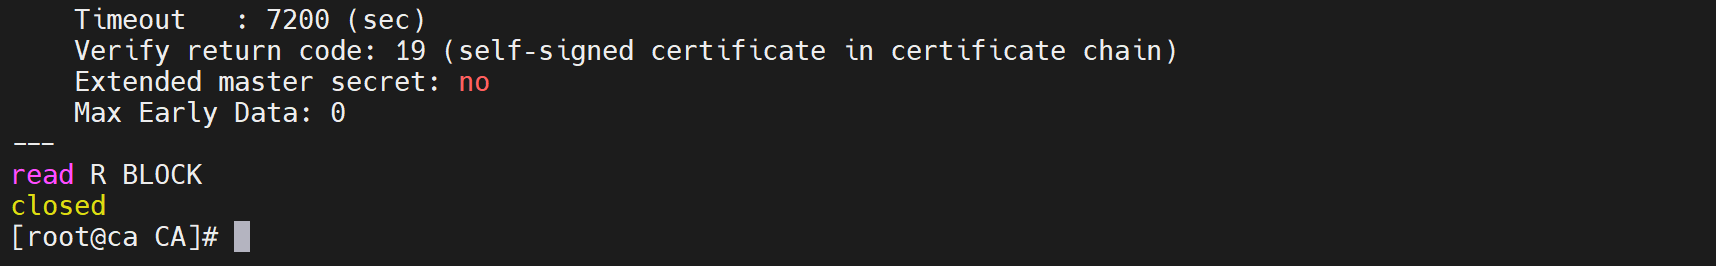 Timeout   : 7200 (sec)
Verify return code: 19 (self-signed certificate in certificate chain)
Extended master secret: no
Max Early Data: 0
---
read R BLOCK
closed
[root@ca CA]#